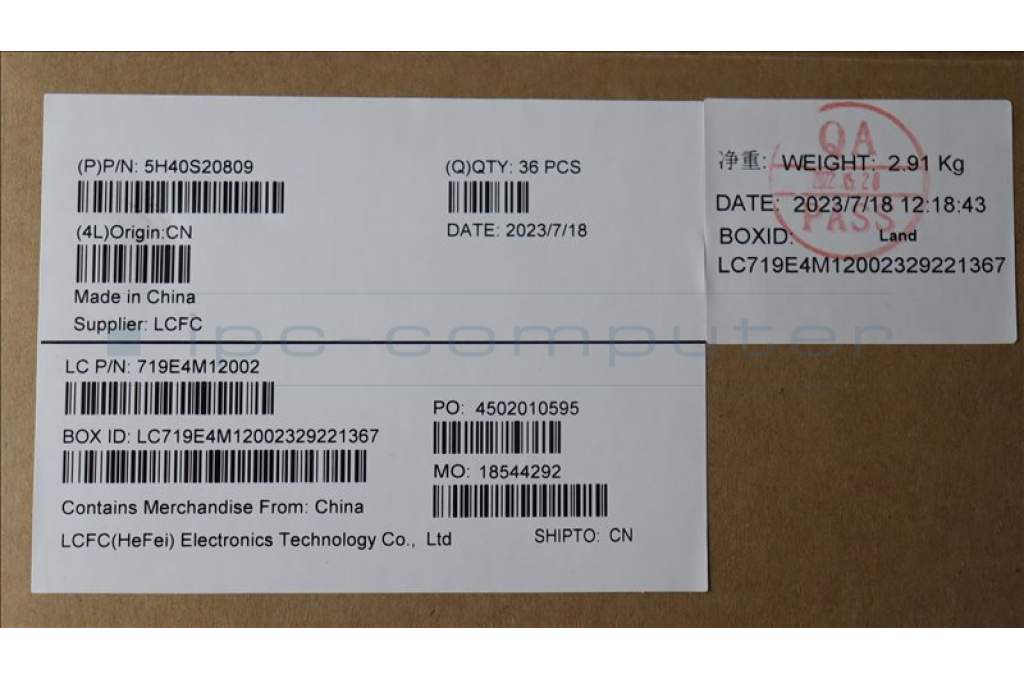 (P)P/N: 5H40S20809
(Q)QTY: 36 PCS
(4L)Origin:CN
DATE: 2023/7/18
Made in China
Supplier: LCFC
净重: WEIGHT: 2.91 Kg
DATE: 2023/7/18 12:18:43
BOXID: Land
LC719E4M12002329221367
QA
PASS
ipc-computer
LC P/N: 719E4M12002
PO: 4502010595
BOX ID: LC719E4M12002329221367
MO: 18544292
Contains Merchandise From: China
LCFC(HeFei) Electronics Technology Co., Ltd
SHIPTO: CN